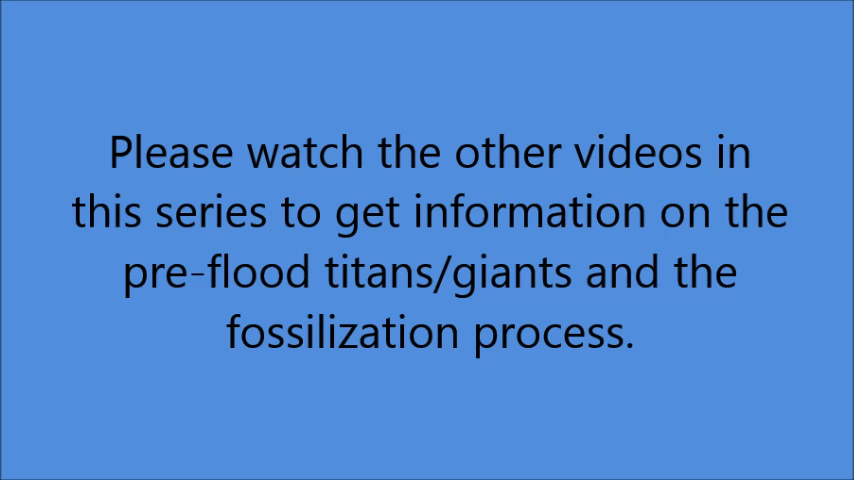 Please watch the other videos in
this series to get information on the
pre-flood titans/giants and the
fossilization process.